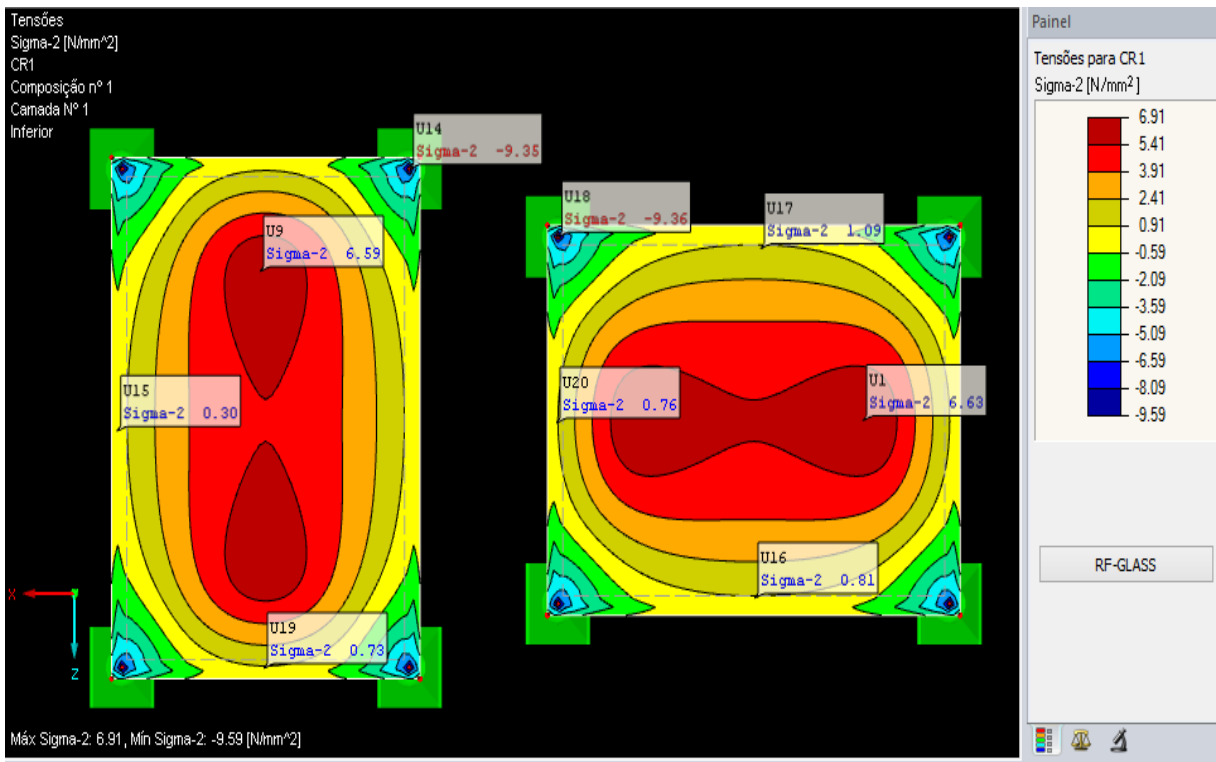 Tensões
Sigma-2 [N/mm^2]
CR1
Composição nº 1
Camada Nº 1
Inferior
U14
Sigma-2 -9.35
U9
Sigma-2 6.59
U15
Sigma-2 0.30
U19
Sigma-2 0.73
X
Z
U18
Sigma-2 -9.36
U17
Sigma-2 1.09
U20
Sigma-2 0.76
U1
Sigma-2 6.63
U16
Sigma-2 0.81
Máx Sigma-2: 6.91, Mín Sigma-2: -9.59 [N/mm^2]
Painel
Tensões para CR1
Sigma-2 [N/mm²]
6.91
5.41
3.91
2.41
0.91
-0.59
-2.09
-3.59
-5.09
-6.59
-8.09
-9.59
RF-GLASS